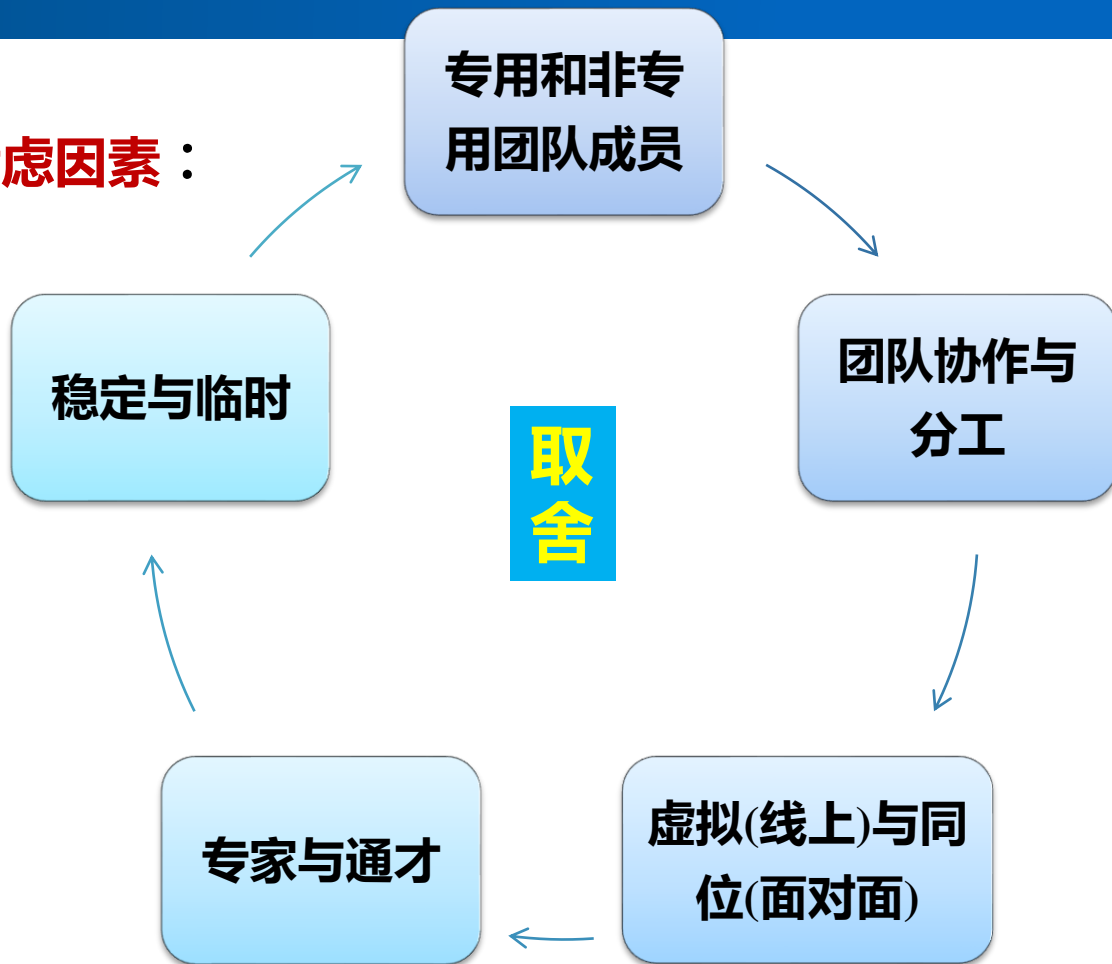 专用和非专
用团队成员
虑因素：
稳定与临时
团队协作与
分工
取
舍
专家与通才
虚拟(线上)与同
位(面对面)